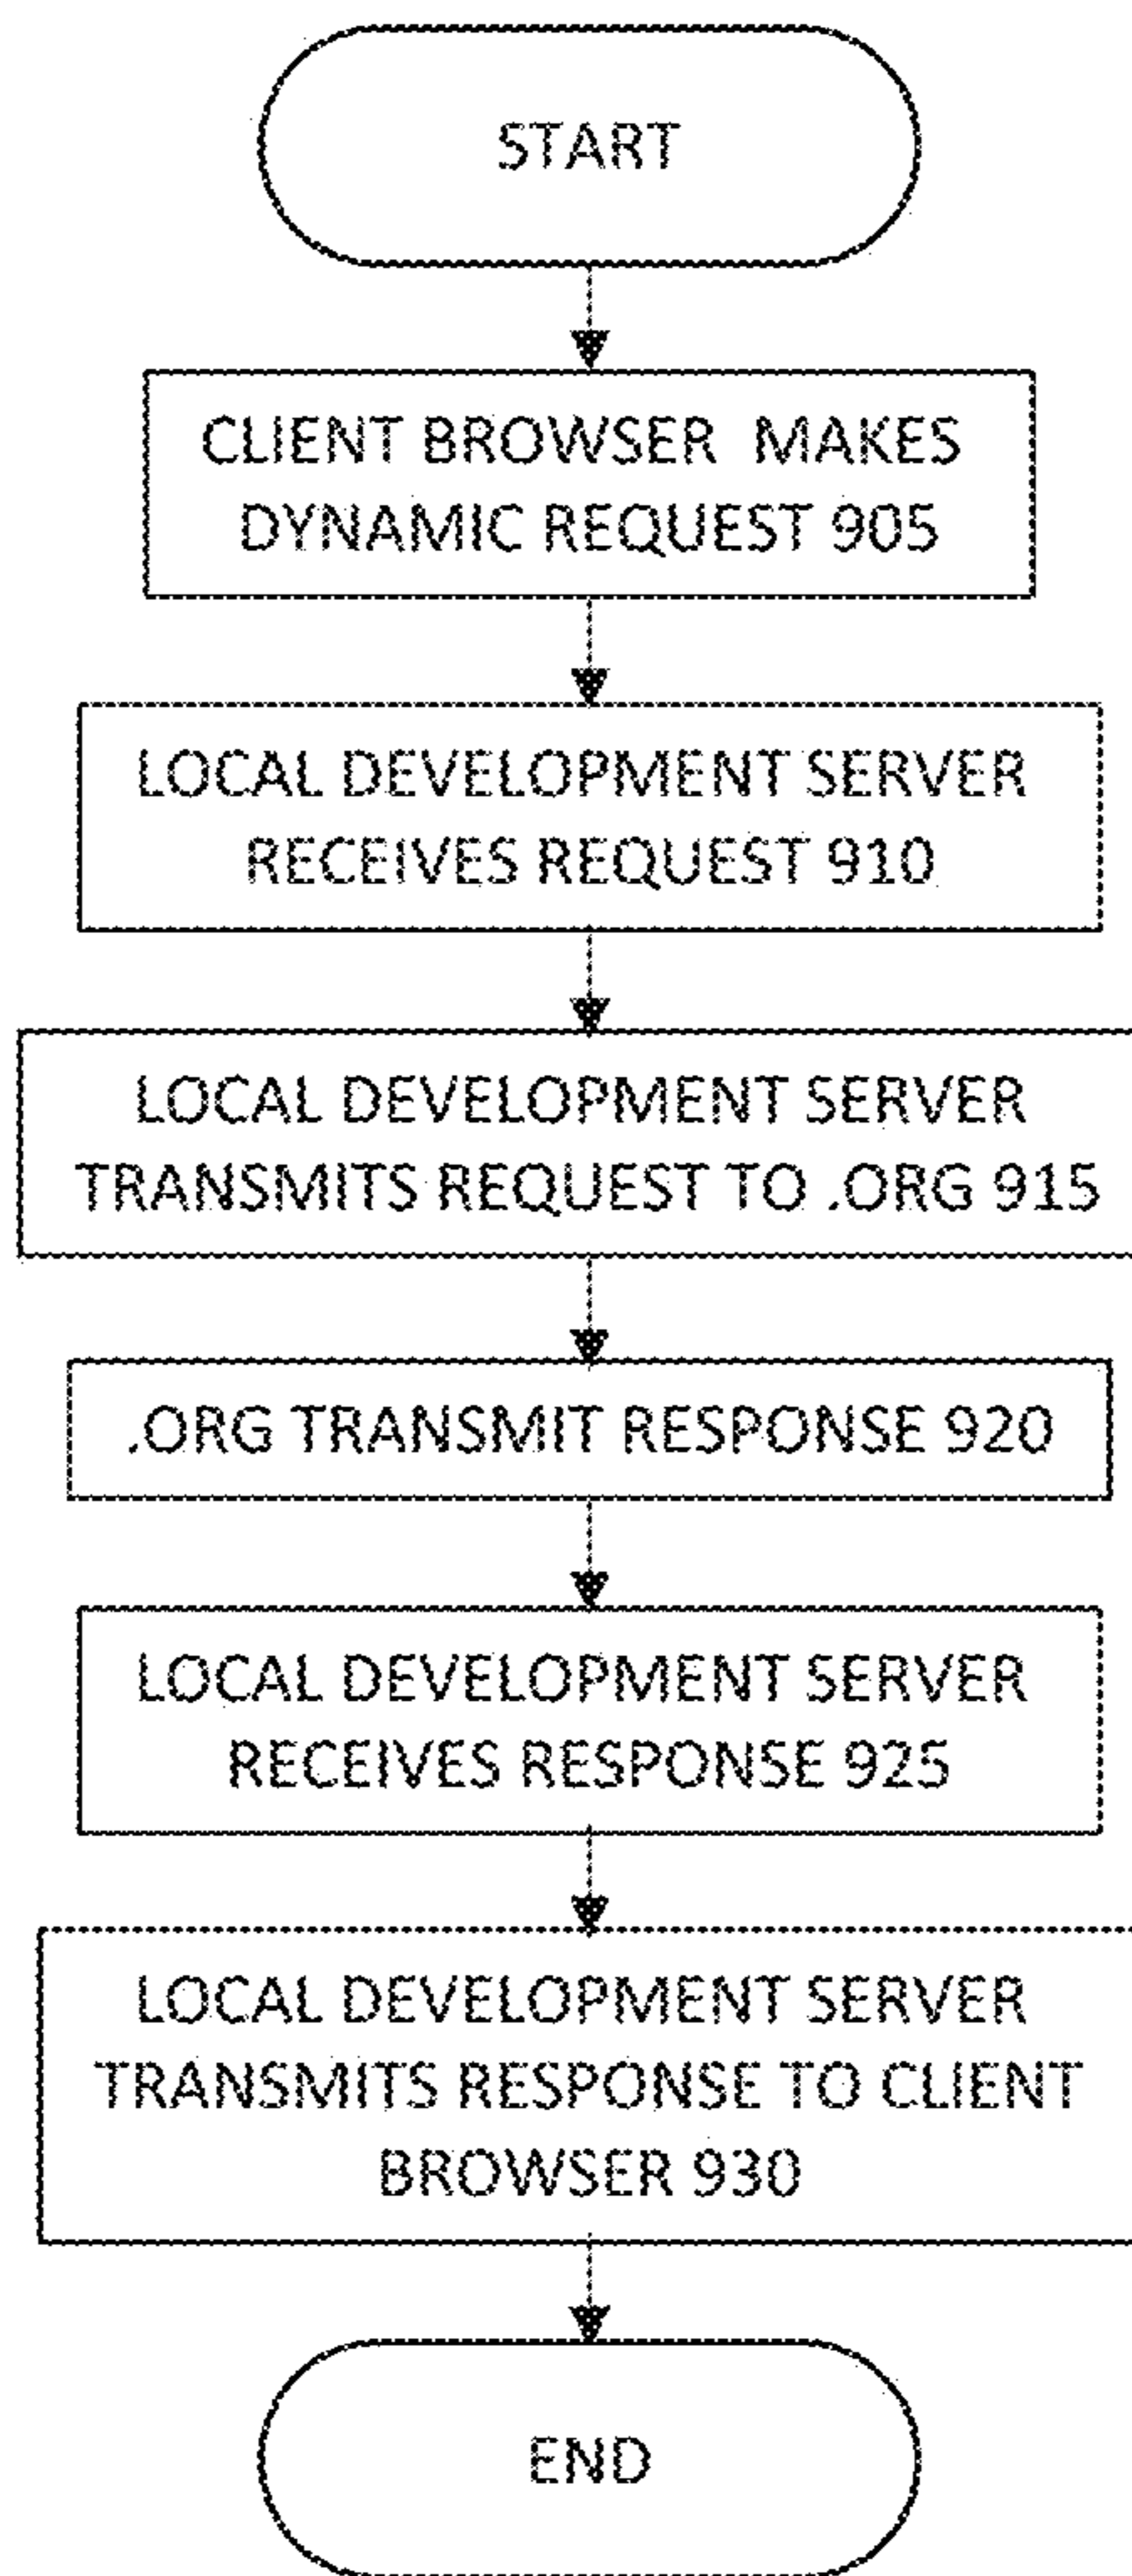 START
CLIENT BROWSER MAKES
DYNAMIC REQUEST 905
LOCAL DEVELOPMENT SERVER
RECEIVES REQUEST 910
LOCAL DEVELOPMENT SERVER
TRANSMITS REQUEST TO .ORG 915
.ORG TRANSMIT RESPONSE 920
LOCAL DEVELOPMENT SERVER
RECEIVES RESPONSE 925
LOCAL DEVELOPMENT SERVER
TRANSMITS RESPONSE TO CLIENT
BROWSER 930
END